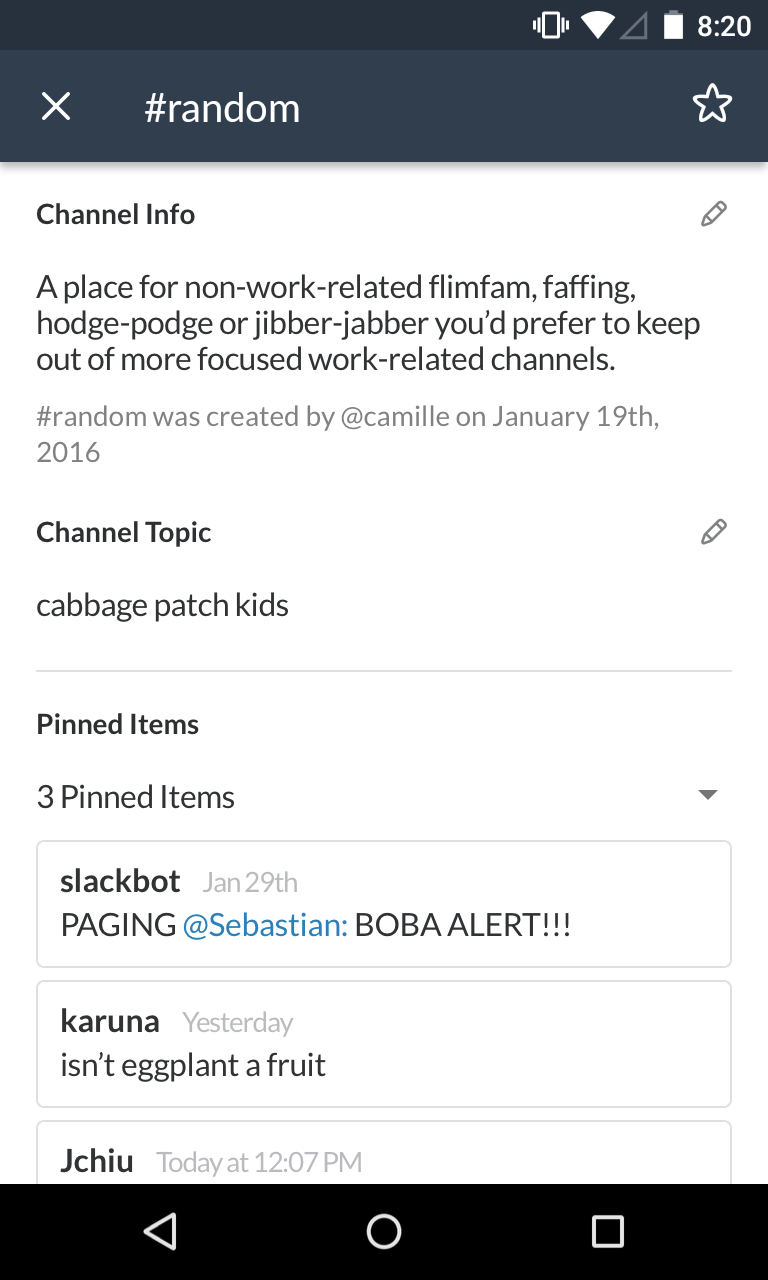 8:20
#random
Channel Info
A place for non-work-related flimfam, faffing,
hodge-podge or jibber-jabber you’d prefer to keep
out of more focused work-related channels.
#random was created by @camille on January 19th,
2016
Channel Topic
cabbage patch kids
Pinned Items
3 Pinned Items
slackbot Jan 29th
PAGING @Sebastian: BOBA ALERT!!!
karuna Yesterday
isn’t eggplant a fruit
Jchiu Today at 12:07 PM